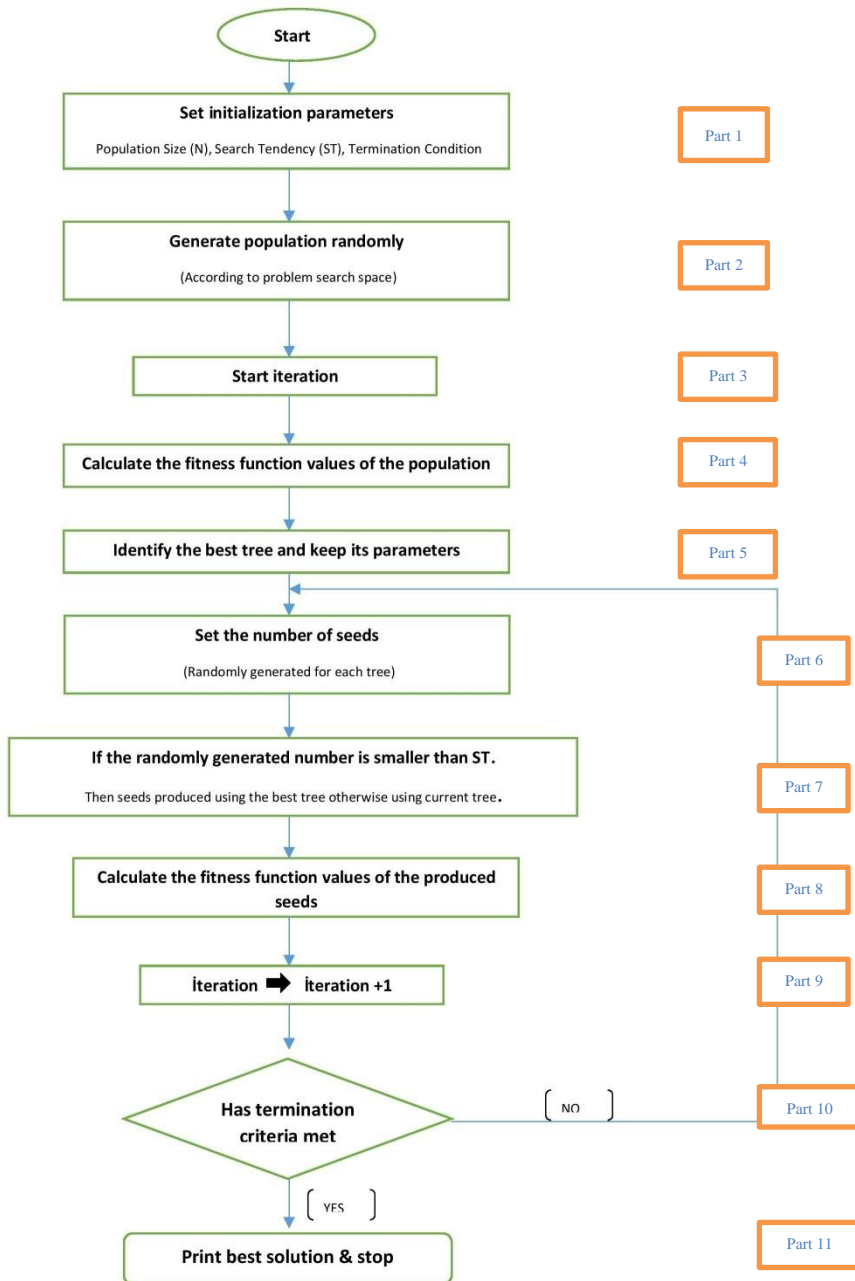 Start
Set initialization parameters
Population Size (N), Search Tendency (ST), Termination Condition
Part 1
Generate population randomly
(According to problem search space)
Part 2
Start iteration
Part 3
Calculate the fitness function values of the population
Part 4
Identify the best tree and keep its parameters
Part 5
Set the number of seeds
(Randomly generated for each tree)
Part 6
If the randomly generated number is smaller than ST.
Then seeds produced using the best tree otherwise using current tree.
Part 7
Calculate the fitness function values of the produced
seeds
Part 8
İteration ➡ İteration +1
Part 9
Has termination
criteria met
NO
Part 10
YES
Print best solution & stop
Part 11